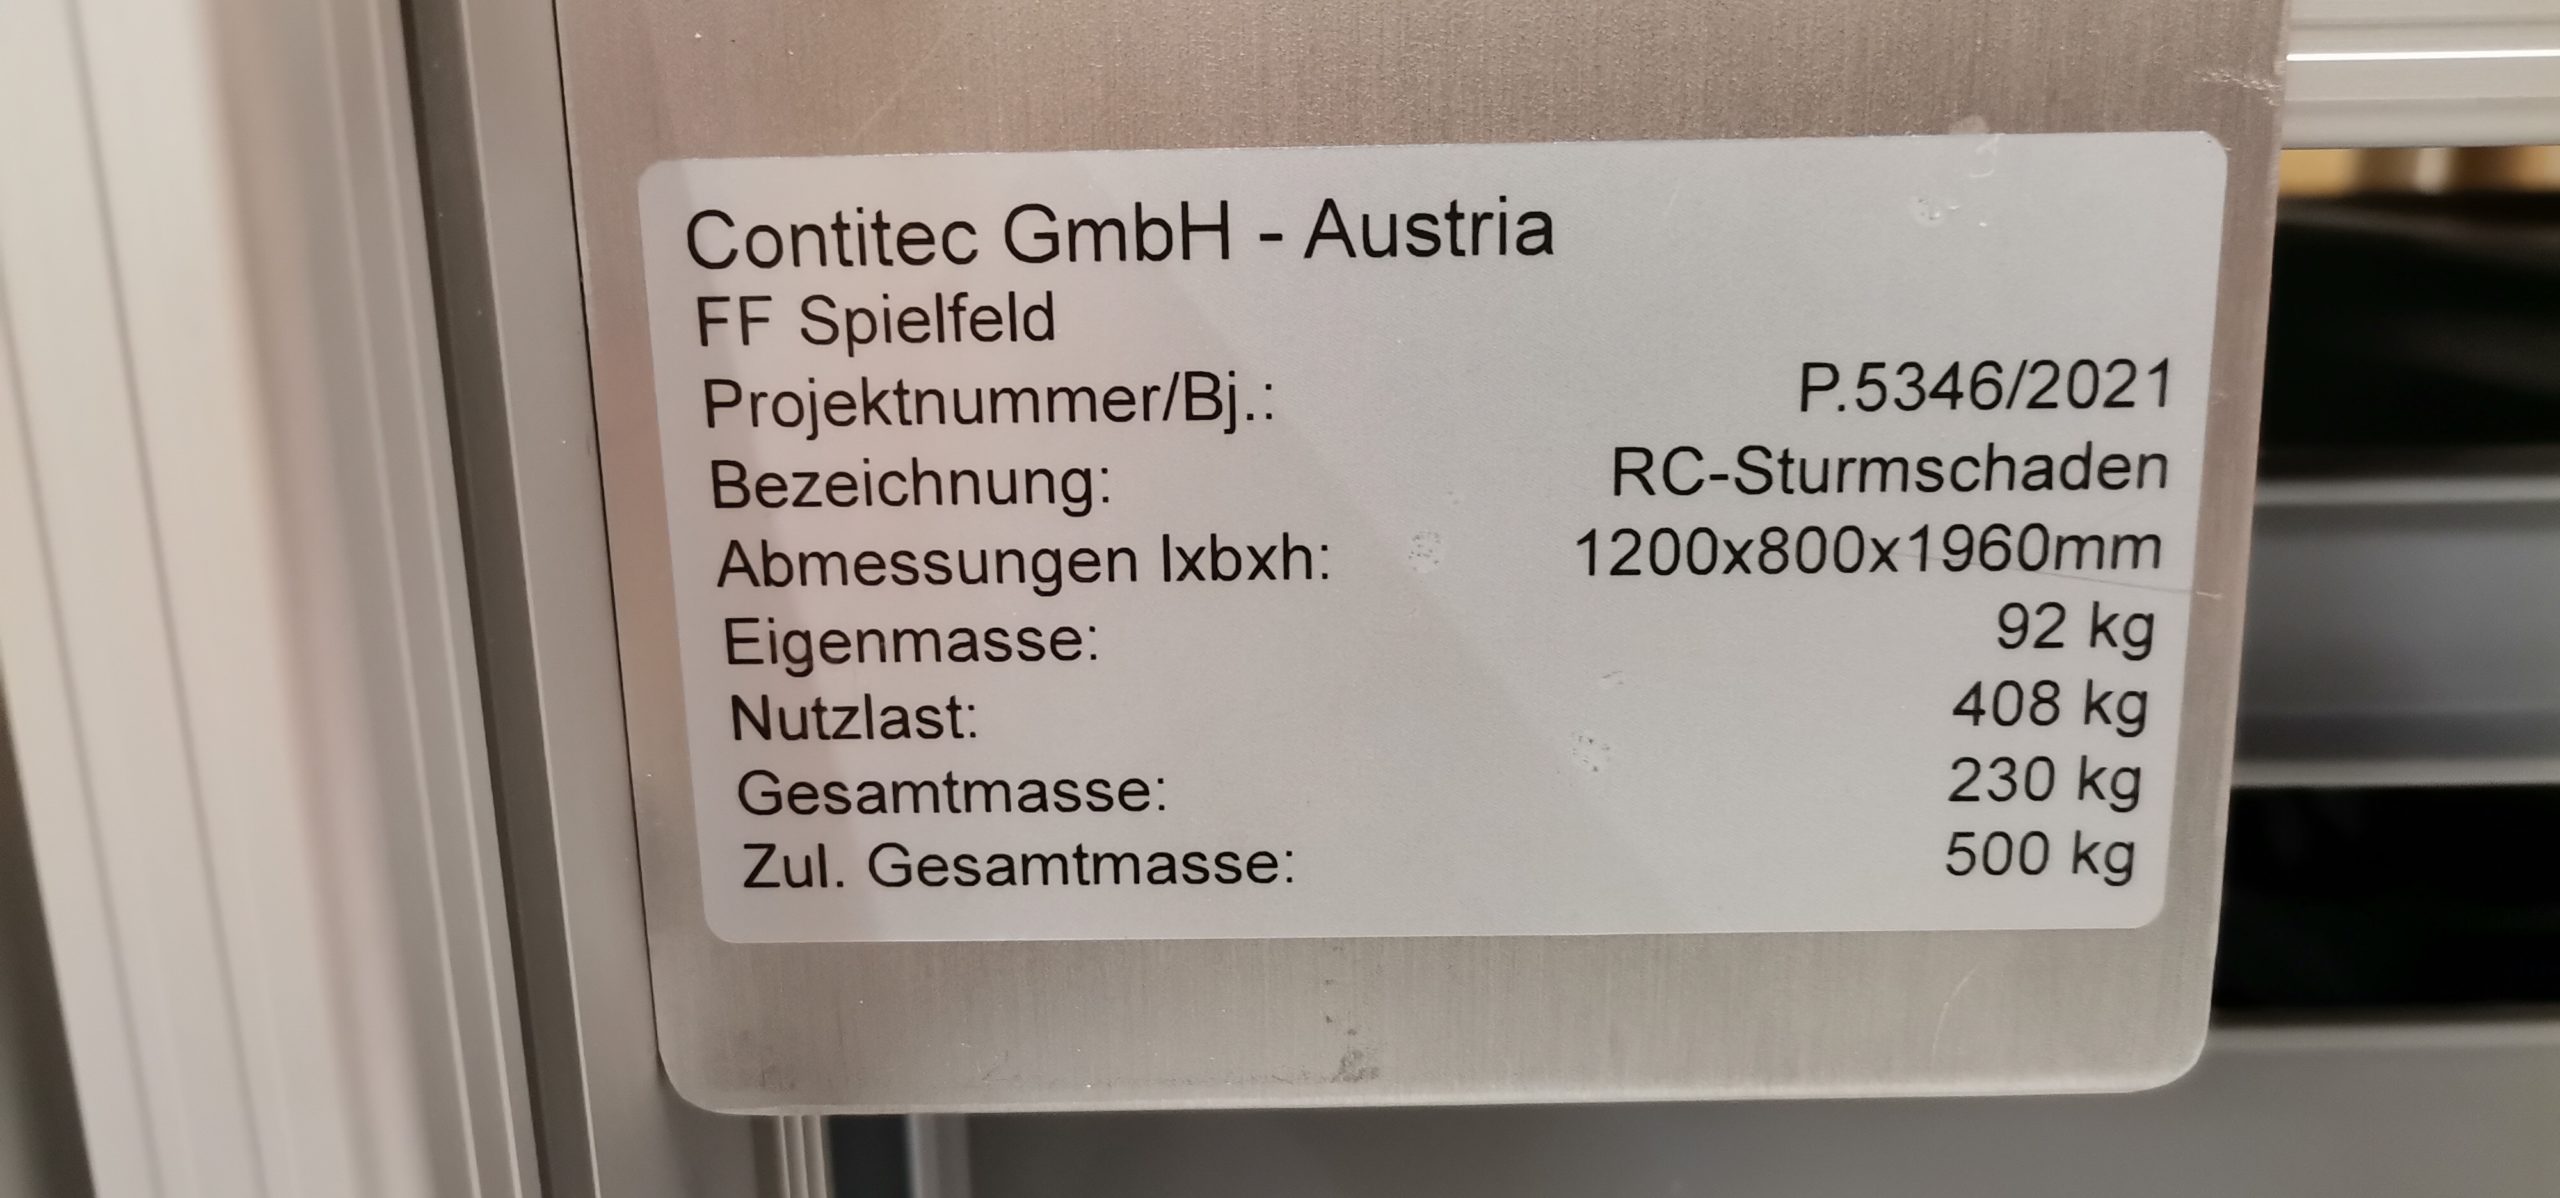 Contitec GmbH - Austria
FF Spielfeld
Projektnummer/Bj.: P.5346/2021
Bezeichnung: RC-Sturmschaden
Abmessungen lxbxh: 1200x800x1960mm
Eigenmasse: 92 kg
Nutzlast: 408 kg
Gesamtmasse: 230 kg
Zul. Gesamtmasse: 500 kg